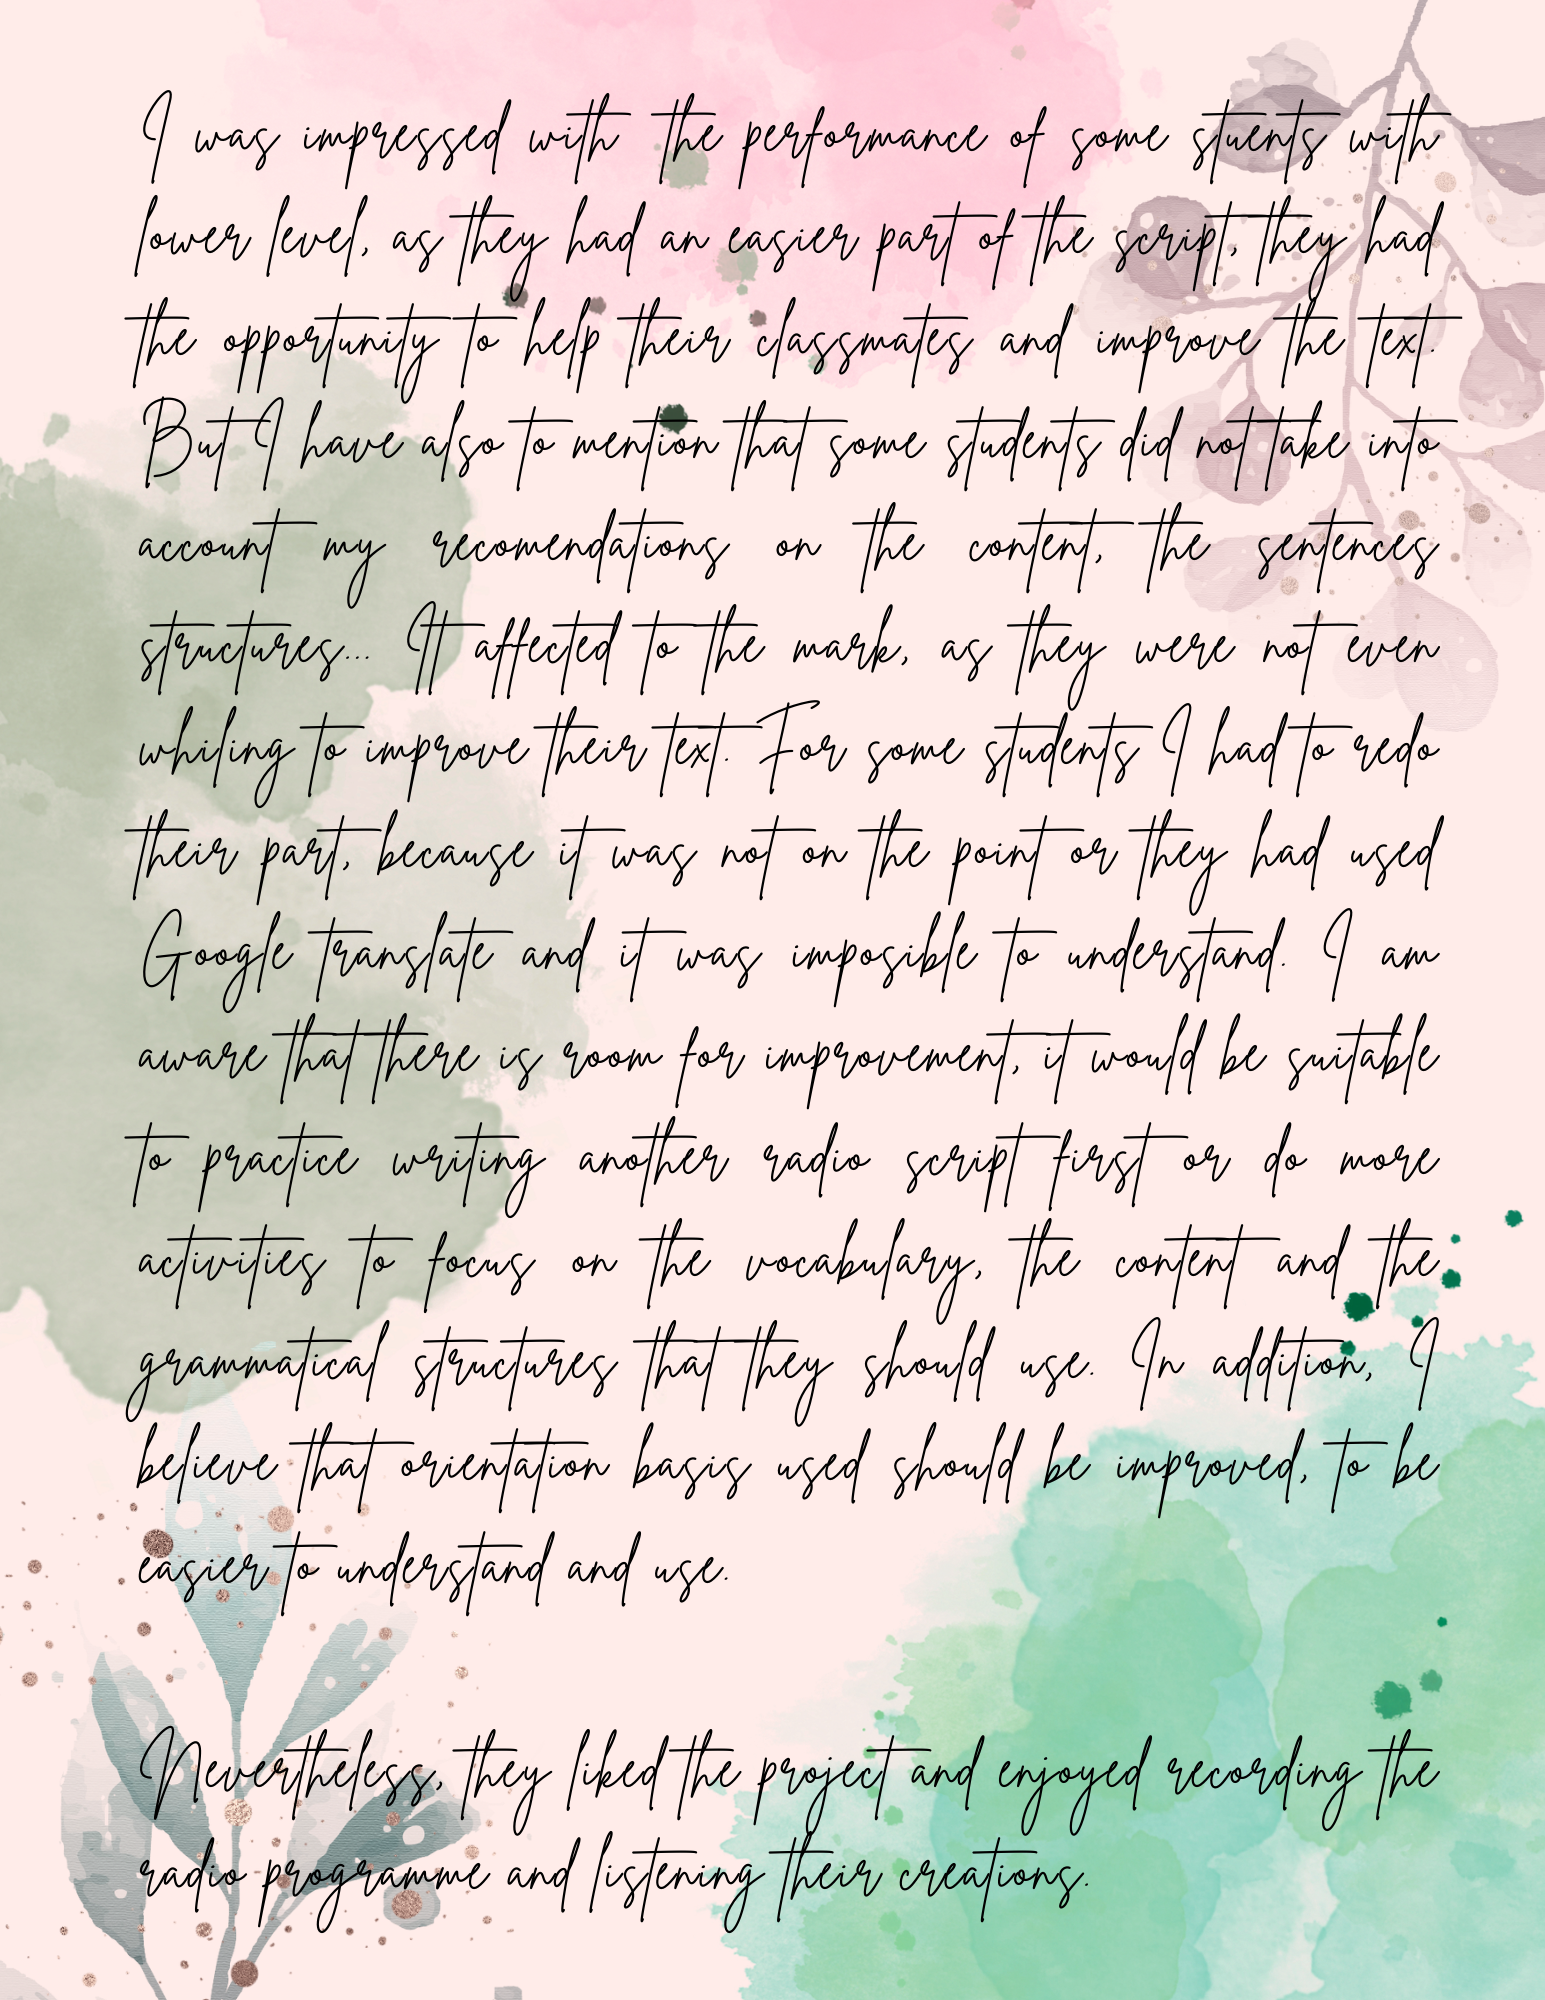 I was impressed with the performance of some stuents with
lower level, as they had an easier part of the script, they had
the opportunity to help their classmates and improve the text.
But I have also to mention that some students did not take into
account my recomendations on the content, the sentences
structures... It affected to the mark, as they were not even
whiling to improve their text. For some students I had to redo
their part, because it was not on the point or they had used
Google translate and it was imposible to understand. I am
aware that there is room for improvement, it would be suitable
to practice writing another radio script first or do more
activities to focus on the vocabulary, the content and the
grammatical structures that they should use. In addition, I
believe that orientation basis used should be improved, to be
easier to understand and use.
Nevertheless, they liked the project and enjoyed recording the
radio programme and listening their creations.